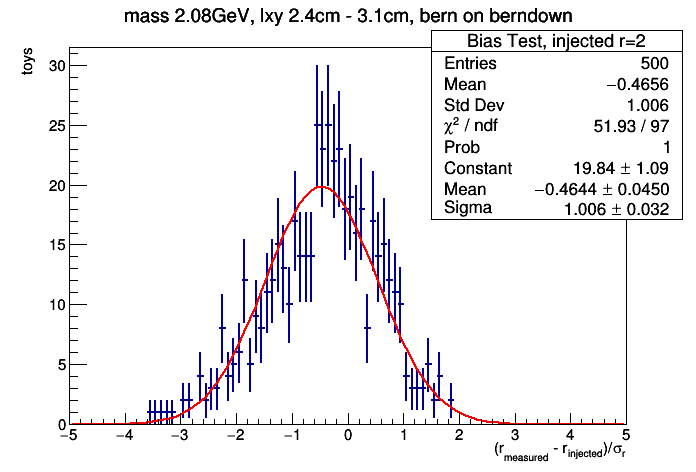 mass 2.08GeV, lxy 2.4cm - 3.1cm, bern on berndown
Bias Test, injected r=2
Entries 500
Mean −0.4656
Std Dev 1.006
χ² / ndf 51.93 / 97
Prob 1
Constant 19.84 ± 1.09
Mean −0.4644 ± 0.0450
Sigma 1.006 ± 0.032
toys
30
25
20
15
10
5
0
−5 −4 −3 −2 −1 0 1 2 3 4 5
(r_measured - r_injected)/σ_r